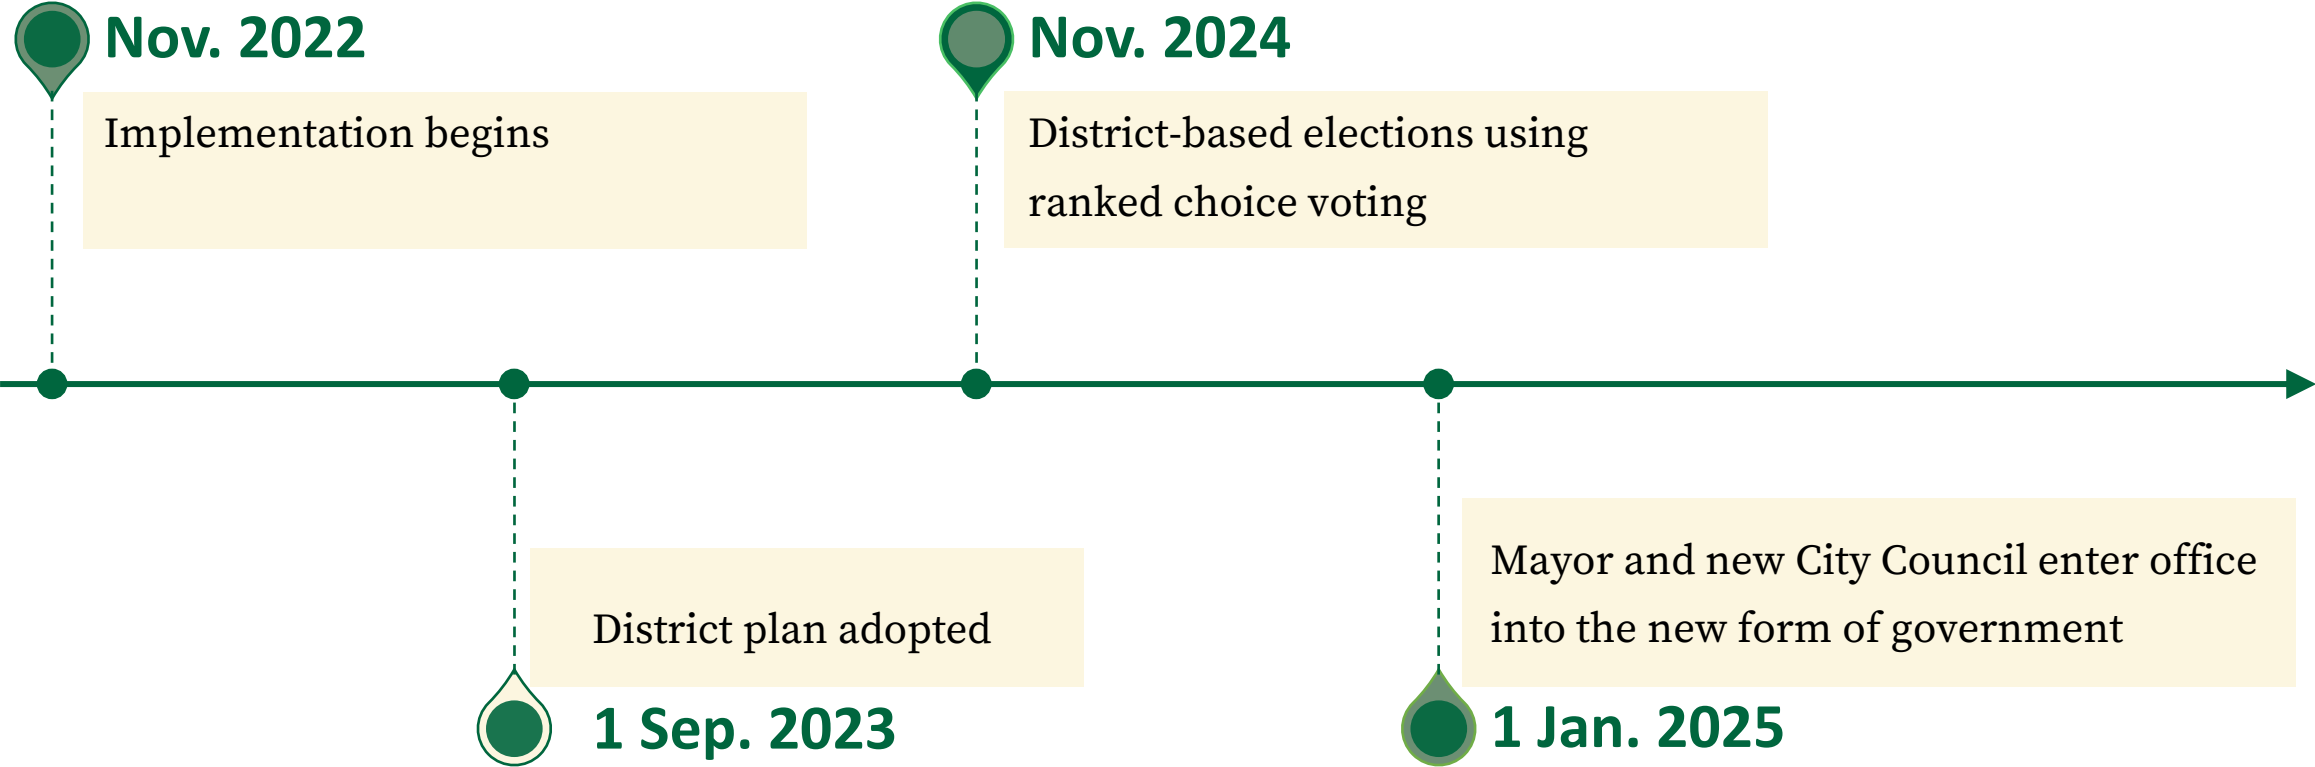 Nov. 2022
Implementation begins
Nov. 2024
District-based elections using
ranked choice voting
District plan adopted
1 Sep. 2023
Mayor and new City Council enter office
into the new form of government
1 Jan. 2025